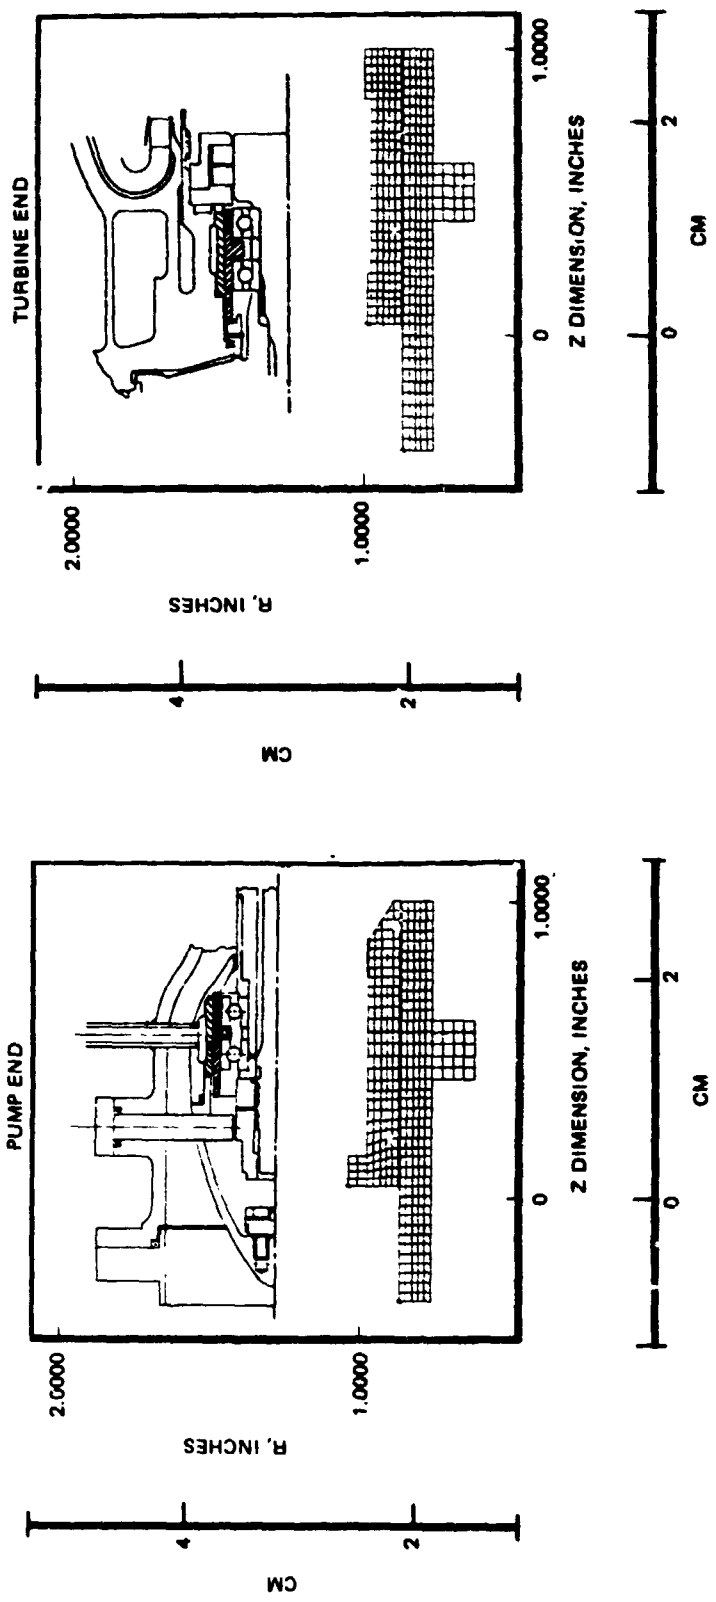 PUMP END
2.0000
1.0000
R, INCHES
4
2
CM
0
1.0000
Z DIMENSION, INCHES
0
2
CM
TURBINE END
2.0000
1.0000
R, INCHES
4
2
CM
0
1.0000
Z DIMENSION, INCHES
0
2
CM